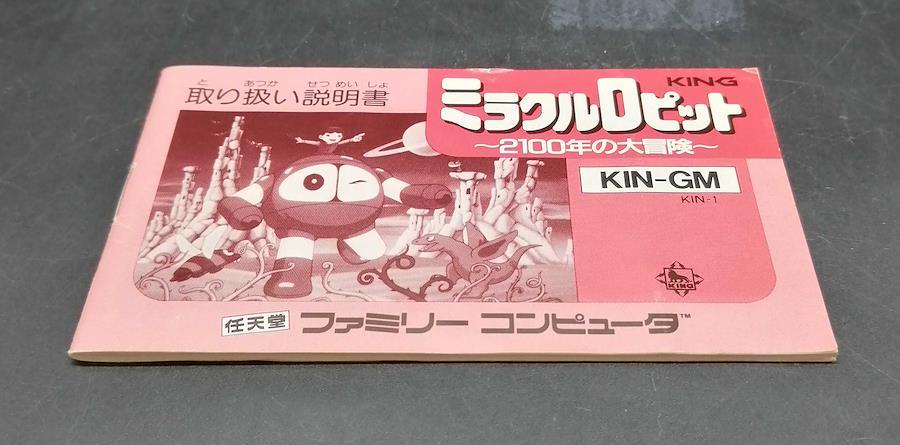 と あつか せつ めい しょ
取り扱い説明書
KING
ミラクルロピット
～2100年の大冒険～
KIN-GM
KIN-1
KING
任天堂 ファミリー コンピュータ™